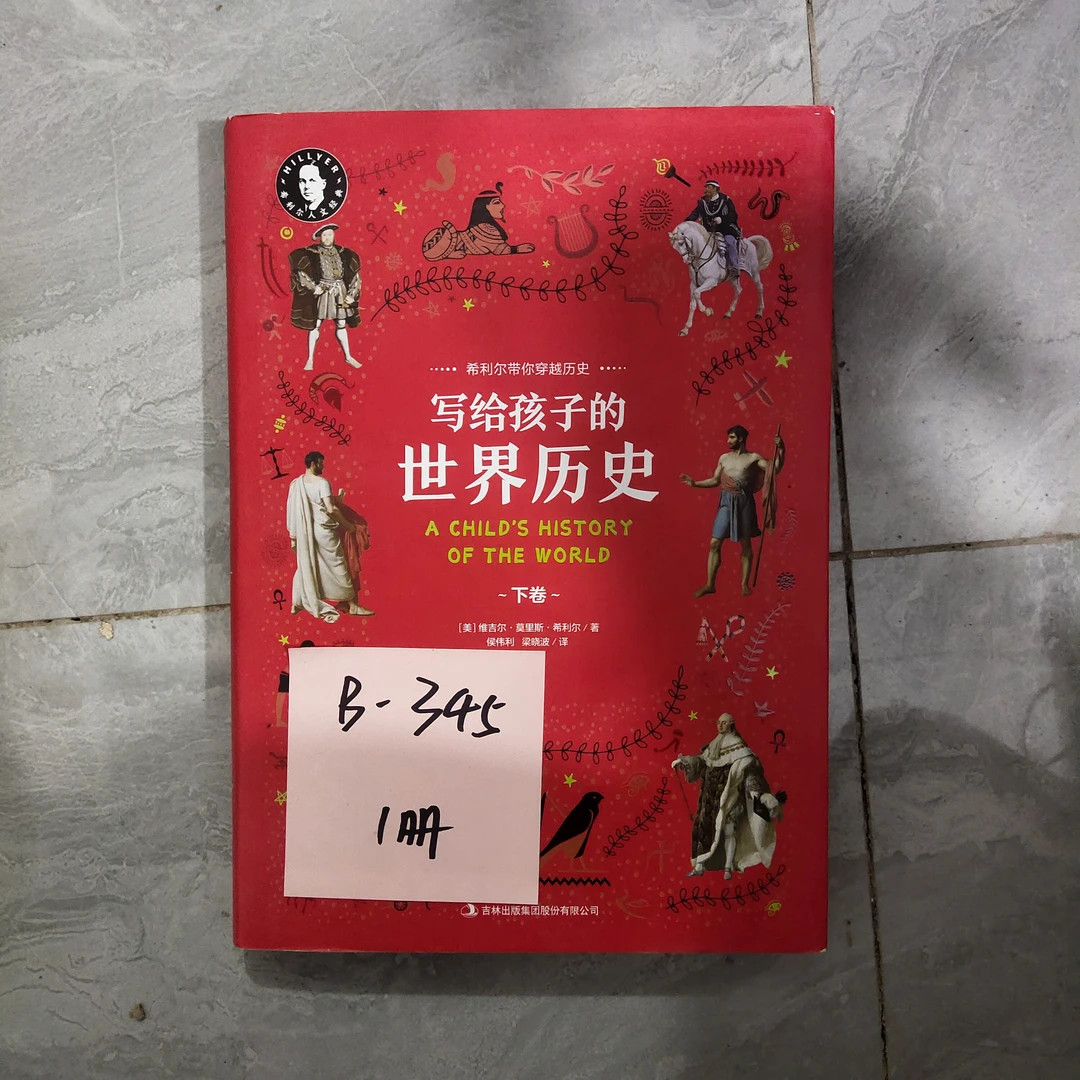 HILLYER
希利尔人文经典
希利尔带你穿越历史
写给孩子的
世界历史
A CHILD'S HISTORY
OF THE WORLD
~下卷~
[美]维吉尔·莫里斯·希利尔/著
侯伟利 梁晓波/译
B-345
1册
吉林出版集团股份有限公司